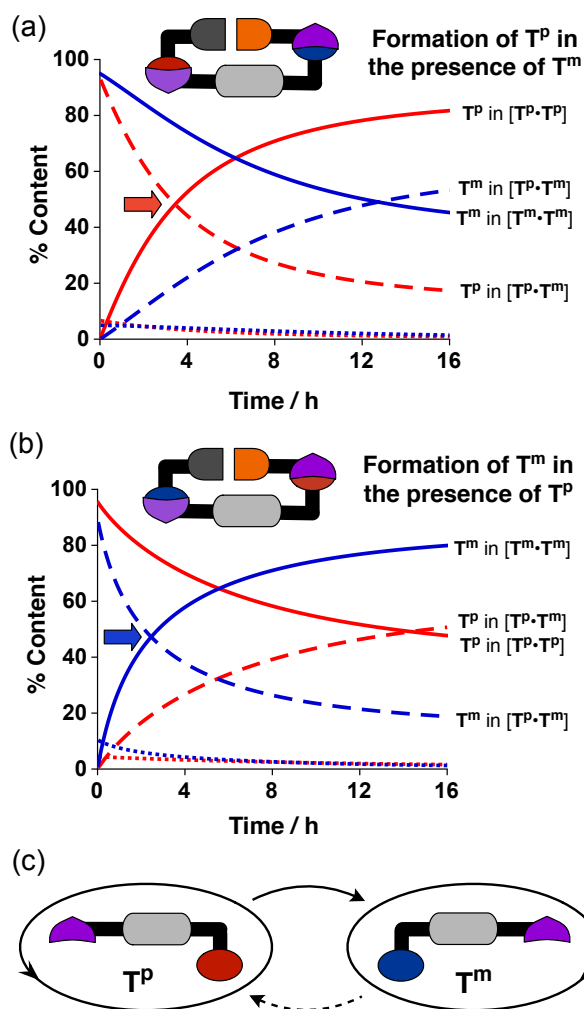 (a)
Formation of Tᵖ in
the presence of Tᵐ
100
80
60
40
20
0
% Content
Tᵖ in [Tᵖ•Tᵖ]
Tᵐ in [Tᵖ•Tᵐ]
Tᵐ in [Tᵐ•Tᵐ]
Tᵖ in [Tᵖ•Tᵐ]
0 4 8 12 16
Time / h
(b)
Formation of Tᵐ in
the presence of Tᵖ
100
80
60
40
20
0
% Content
Tᵐ in [Tᵐ•Tᵐ]
Tᵖ in [Tᵖ•Tᵐ]
Tᵖ in [Tᵖ•Tᵖ]
Tᵐ in [Tᵖ•Tᵐ]
0 4 8 12 16
Time / h
(c)
Tᵖ
Tᵐ